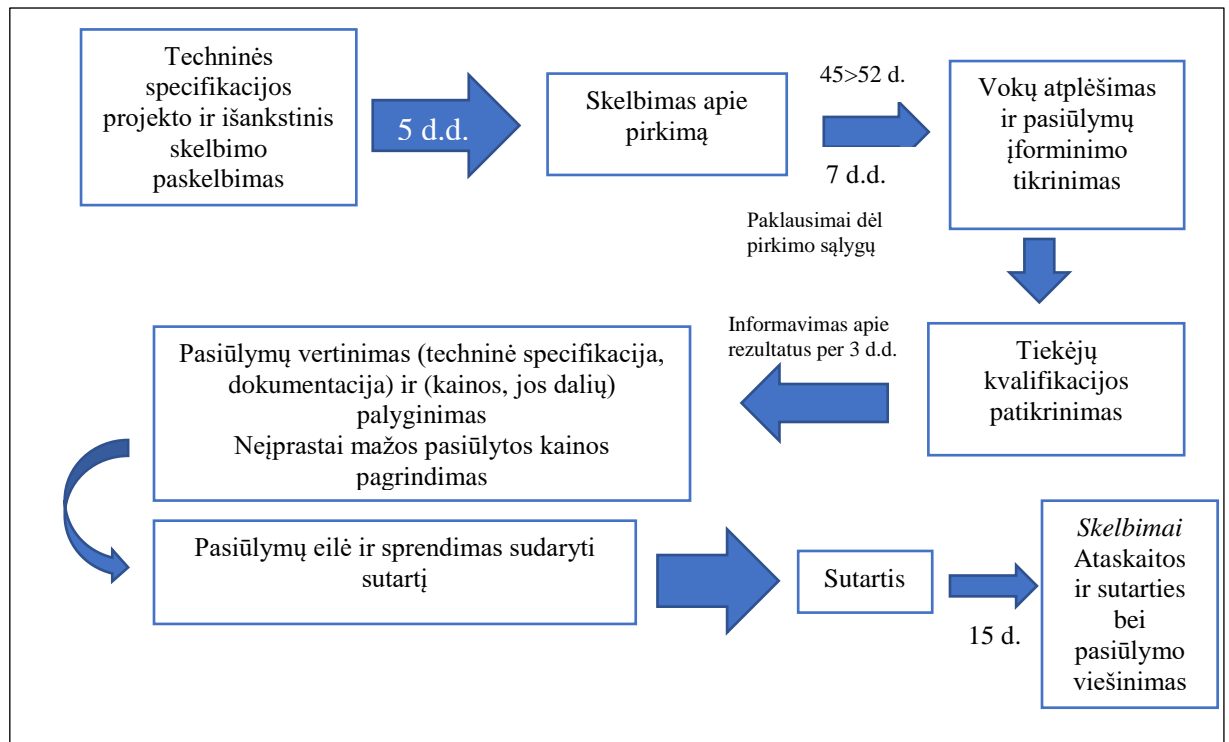 Techninės
specifikacijos
projekto ir išankstinis
skelbimo
paskelbimas
5 d.d.
Skelbimas apie
pirkimą
45>52 d.
7 d.d.
Paklausimai dėl
pirkimo sąlygų
Vokų atplėšimas
ir pasiūlymų
įforminimo
tikrinimas
Tiekėjų
kvalifikacijos
patikrinimas
Informavimas apie
rezultatus per 3 d.d.
Pasiūlymų vertinimas (techninė specifikacija,
dokumentacija) ir (kainos, jos dalių)
palyginimas
Neįprastai mažos pasiūlytos kainos
pagrindimas
Pasiūlymų eilė ir sprendimas sudaryti
sutartį
Sutartis
15 d.
Skelbimai
Ataskaitos
ir sutarties
bei
pasiūlymo
viešinimas